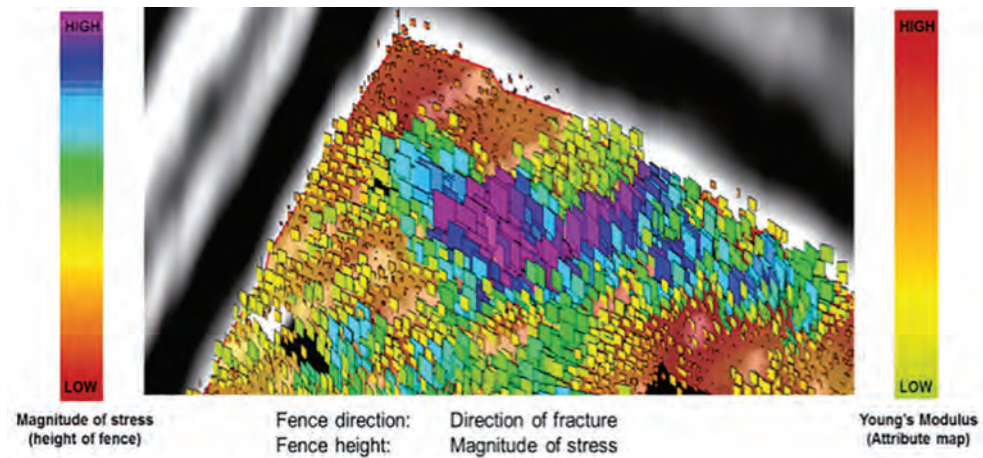 HIGH
LOW
Magnitude of stress
(height of fence)
Fence direction: Direction of fracture
Fence height: Magnitude of stress
HIGH
LOW
Young's Modulus
(Attribute map)